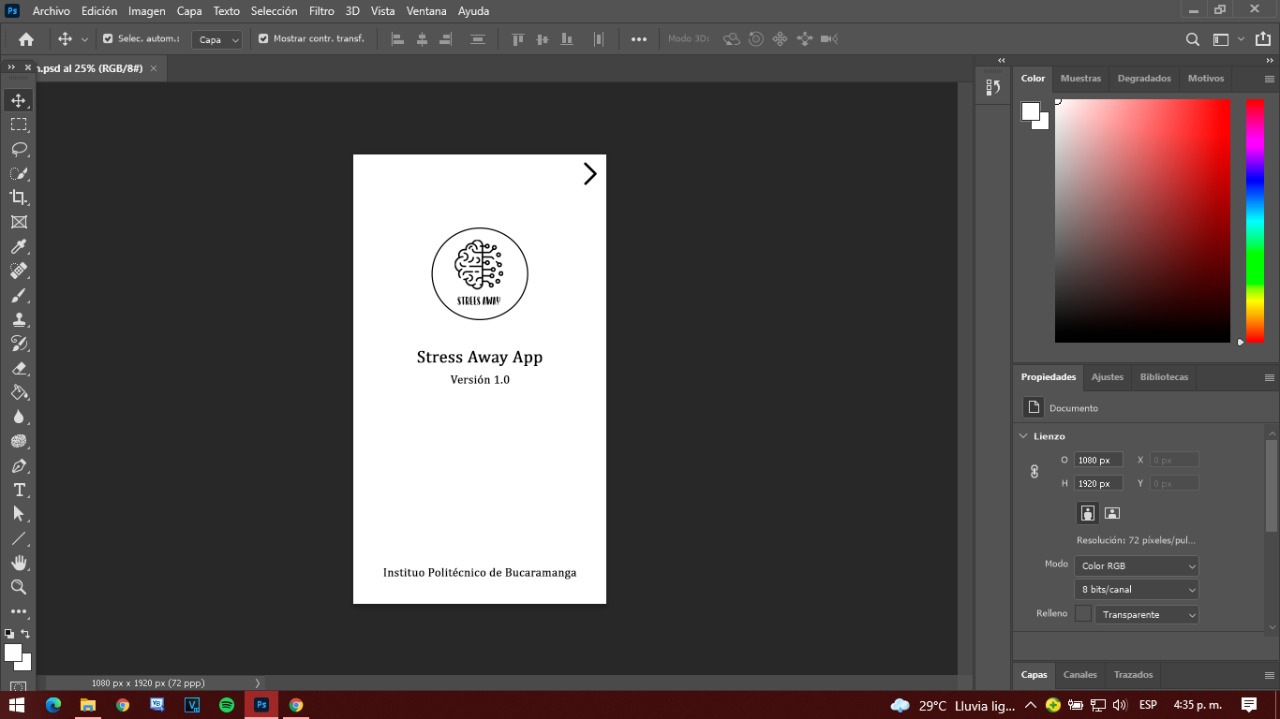 Ps Archivo Edición Imagen Capa Texto Selección Filtro 3D Vista Ventana Ayuda
Selec. autom.: Capa Mostrar contr. transf. Modo 3D:
.psd al 25% (RGB/8#)
Color Muestras Degradados Motivos
STREES AWAY
Stress Away App
Versión 1.0
Instituo Politécnico de Bucaramanga
Propiedades Ajustes Bibliotecas
Documento
Lienzo
O 1080 px X 0 px
H 1920 px Y 0 px
Resolución: 72 píxeles/pul...
Modo Color RGB
8 bits/canal
Relleno Transparente
Capas Canales Trazados
1080 px x 1920 px (72 ppp)
Ps 29°C Lluvia lig... ESP 4:35 p. m.